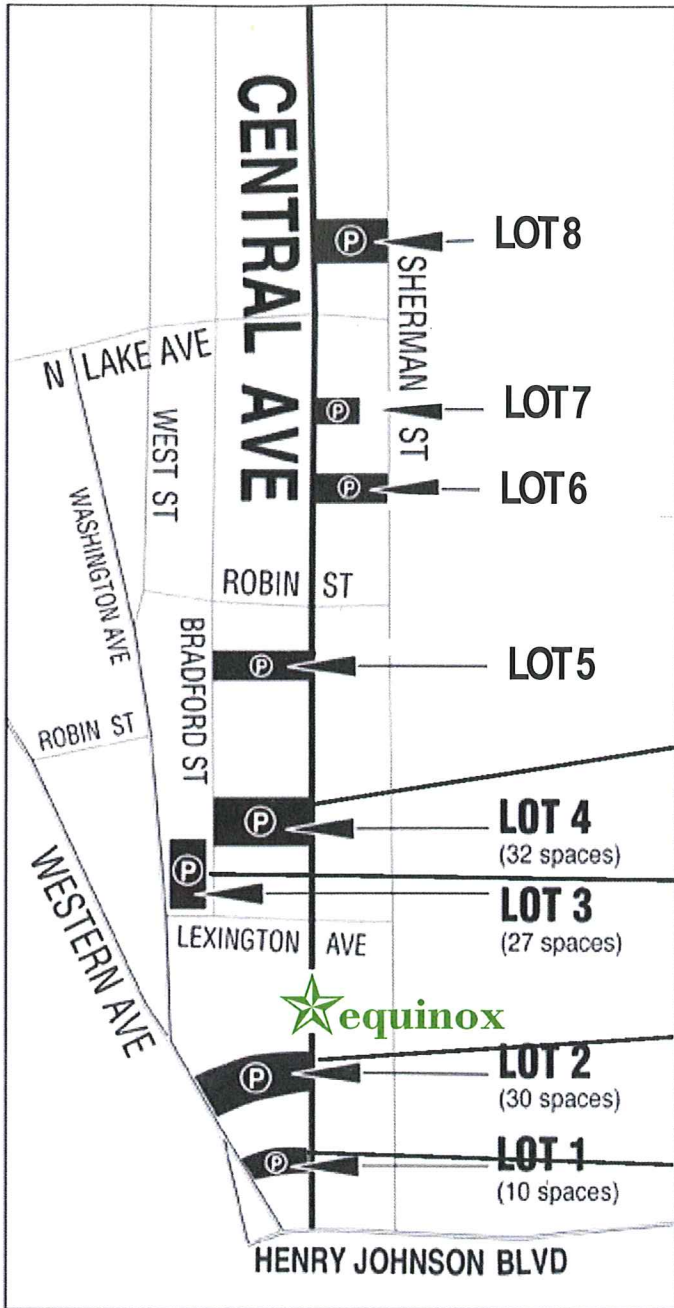 CENTRAL AVE
P
LOT 8
SHERMAN ST
N LAKE AVE
P
LOT 7
WEST ST
P
LOT 6
WASHINGTON AVE
ROBIN ST
BRADFORD ST
P
LOT 5
ROBIN ST
P
LOT 4
(32 spaces)
P
LOT 3
(27 spaces)
WESTERN AVE
LEXINGTON AVE
equinox
P
LOT 2
(30 spaces)
P
LOT 1
(10 spaces)
HENRY JOHNSON BLVD